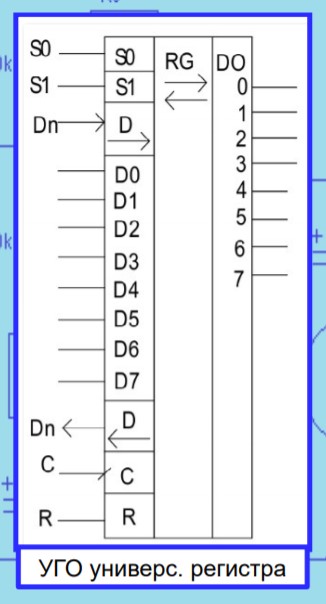 S0 S0 RG DO
S1 S1 0
Dn D 1
2
D0 3
D1 4
D2 5
D3 6
D4 7
D5
D6
D7
Dn D
C C
R R
УГО универс. регистра